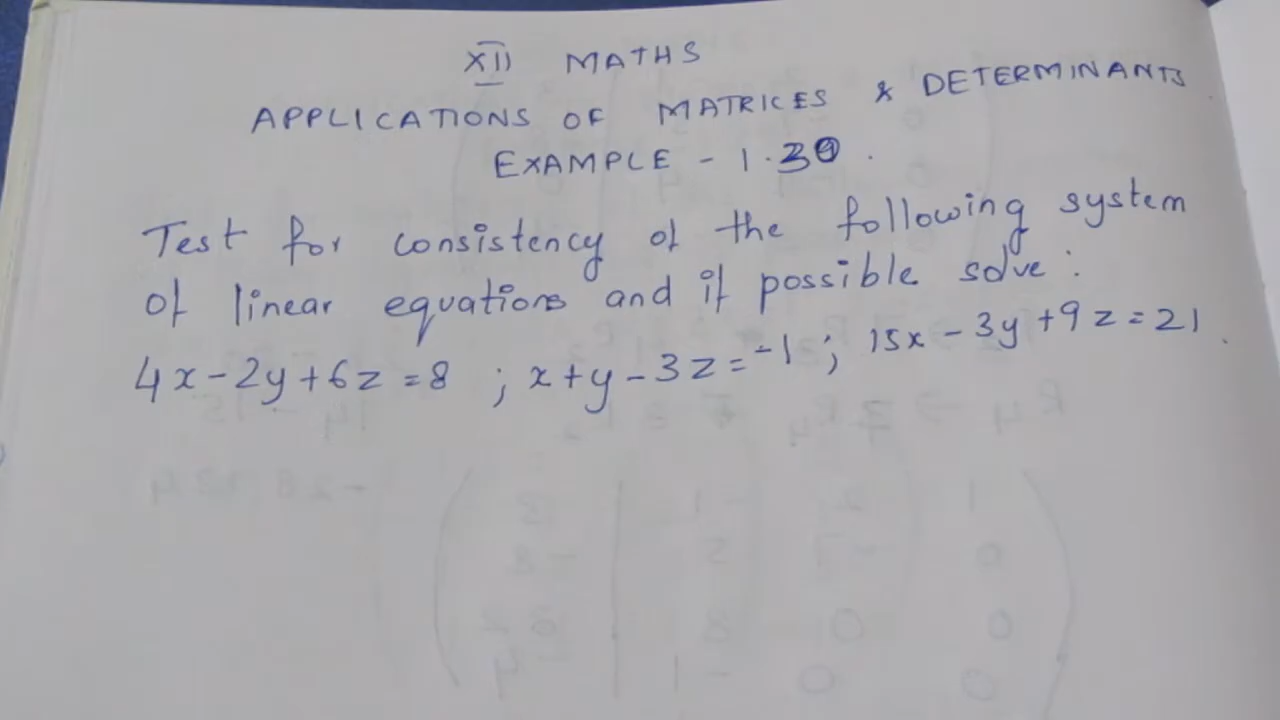 XII MATHS
APPLICATIONS OF MATRICES & DETERMINANTS
EXAMPLE - 1.30.
Test for consistency of the following system
of linear equations and if possible solve:
4x-2y+6z=8 ; x+y-3z=-1; 15x-3y+9z=21.